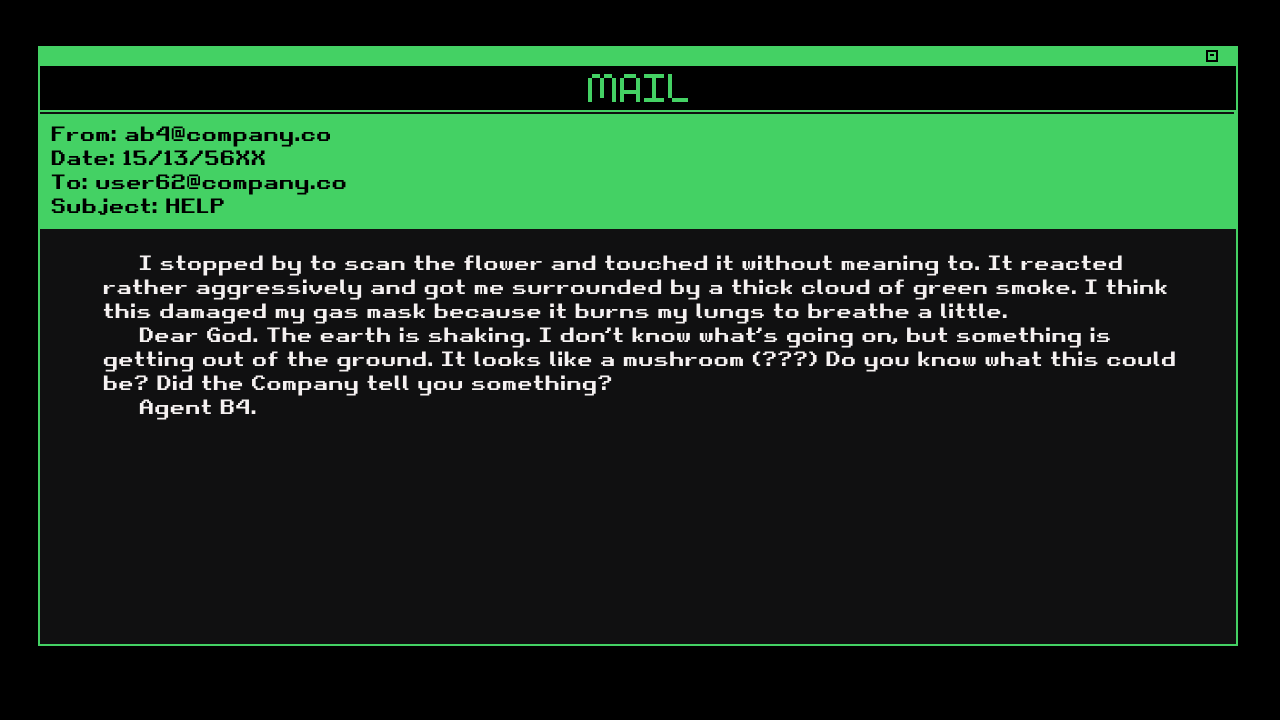 MAIL
From: ab4@company.co
Date: 15/13/56XX
To: user62@company.co
Subject: HELP
I stopped by to scan the flower and touched it without meaning to. It reacted
rather aggressively and got me surrounded by a thick cloud of green smoke. I think
this damaged my gas mask because it burns my lungs to breathe a little.
Dear God. The earth is shaking. I don't know what's going on, but something is
getting out of the ground. It looks like a mushroom (???) Do you know what this could
be? Did the Company tell you something?
Agent B4.